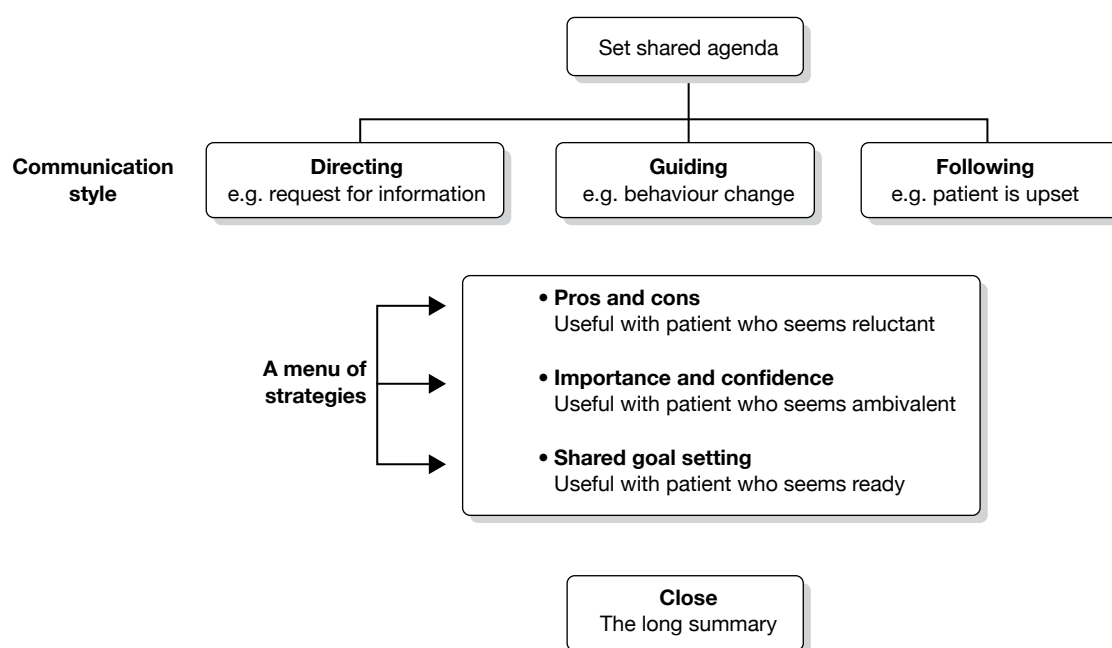 Set shared agenda
Communication
style
Directing
e.g. request for information
Guiding
e.g. behaviour change
Following
e.g. patient is upset
A menu of
strategies
• Pros and cons
Useful with patient who seems reluctant
• Importance and confidence
Useful with patient who seems ambivalent
• Shared goal setting
Useful with patient who seems ready
Close
The long summary